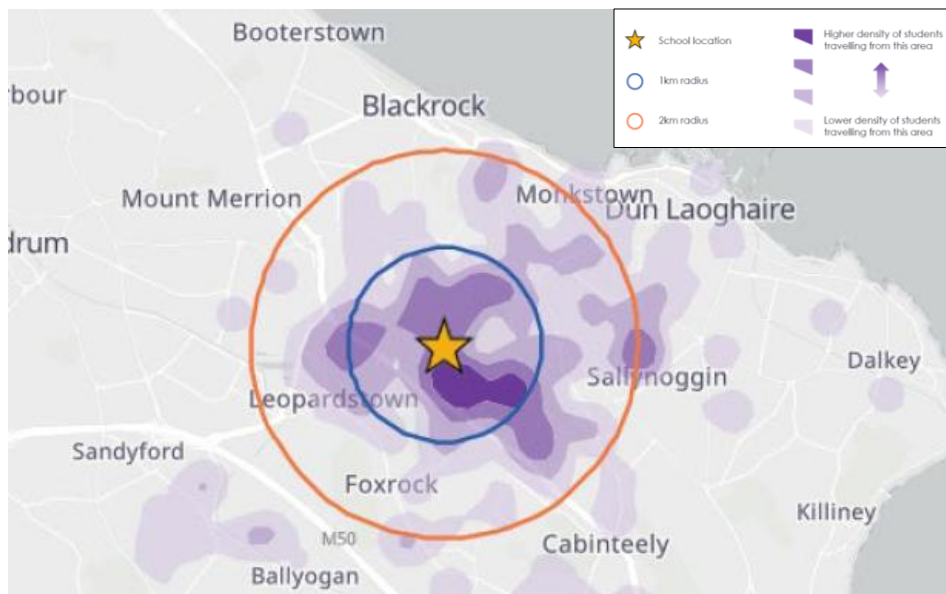 Booterstown
School location
Higher density of students
travelling from this area
1km radius
2km radius
Lower density of students
travelling from this area
rbour
Blackrock
Mount Merrion
Monkstown
Dún Laoghaire
drum
Sallynoggin
Dalkey
Leopardstown
Sandyford
Foxrock
Killiney
M50
Cabinteely
Ballyogan